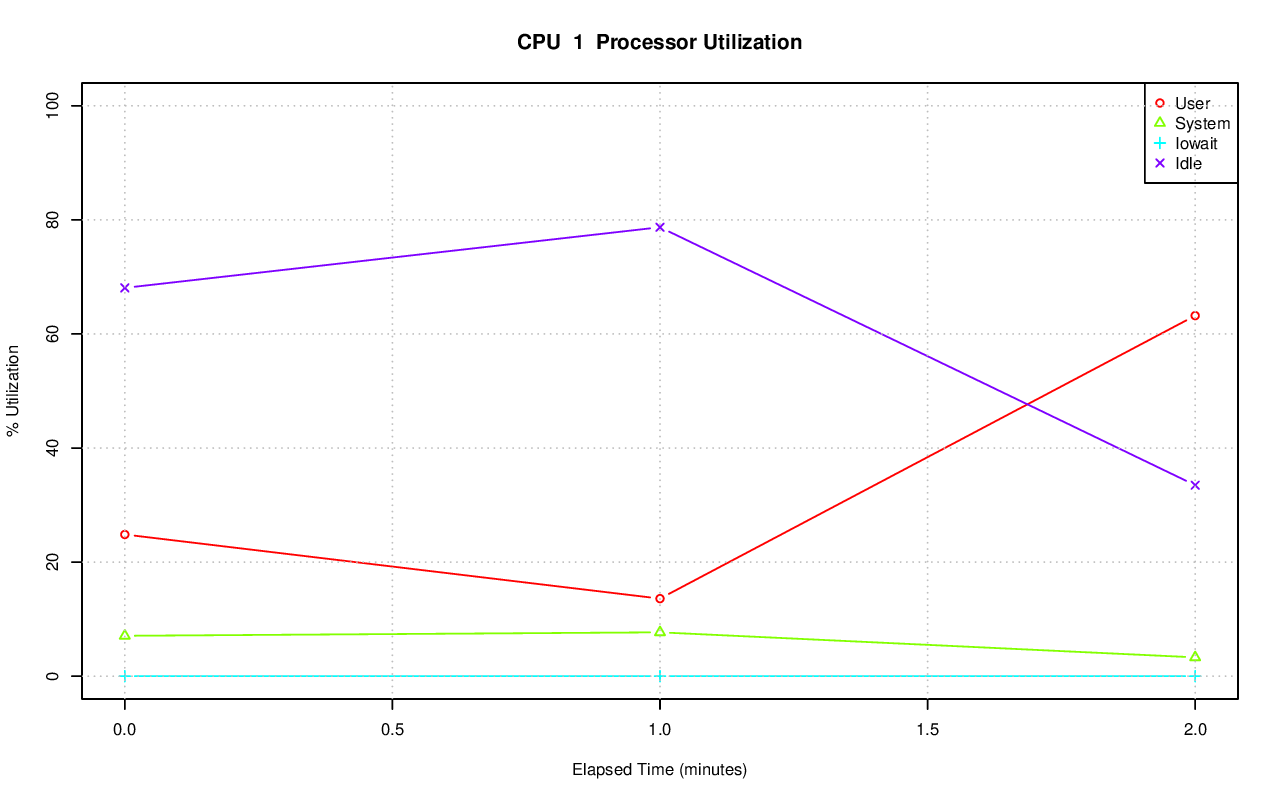 CPU  1  Processor Utilization
User
System
Iowait
Idle
% Utilization
100
80
60
40
20
0
0.0
0.5
1.0
1.5
2.0
Elapsed Time (minutes)